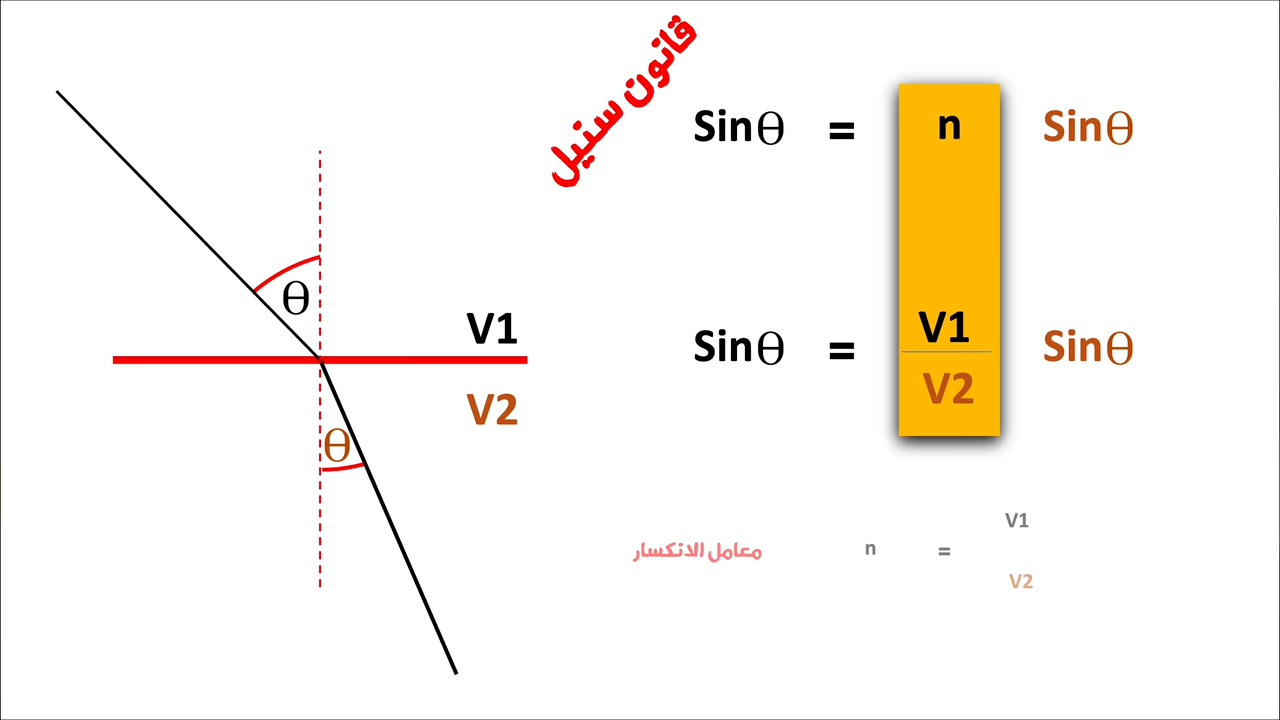 قانون سنيل
Sinθ = n Sinθ
θ
V1
V2
θ
Sinθ = V1 Sinθ
V2
معامل الانكسار n = V1
V2